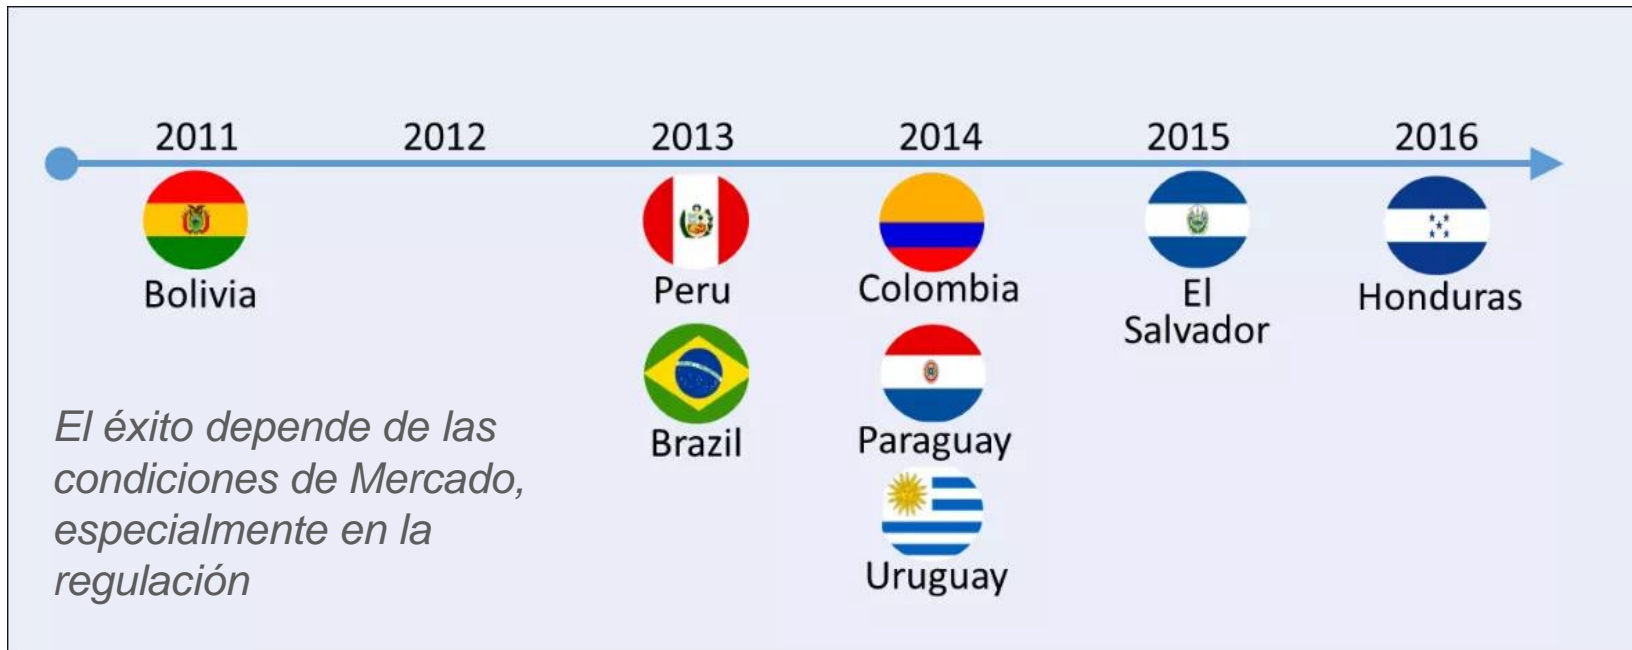 2011
2012
2013
2014
2015
2016
Bolivia
Peru
Colombia
El
Salvador
Honduras
Brazil
Paraguay
Uruguay
El éxito depende de las
condiciones de Mercado,
especialmente en la
regulación